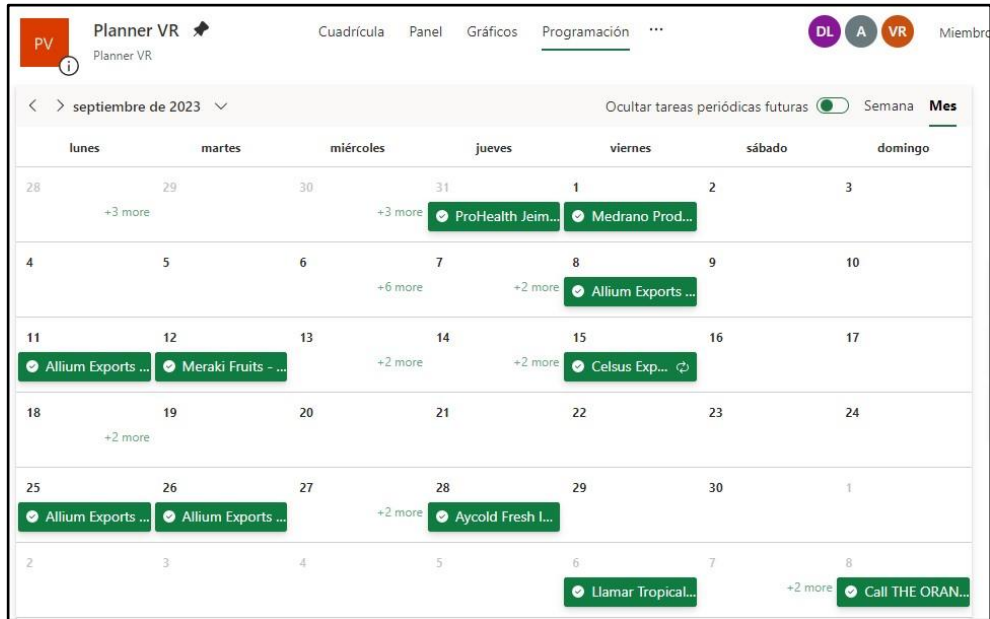 PV
Planner VR
Planner VR
Cuadrícula Panel Gráficos Programación ...
DL A VR Miembro
septiembre de 2023
Ocultar tareas periódicas futuras Semana Mes
lunes martes miércoles jueves viernes sábado domingo
28 29 30 31 1 2 3
+3 more +3 more ProHealth Jeim... Medrano Prod...
4 5 6 7 8 9 10
+6 more +2 more Allium Exports ...
11 12 13 14 15 16 17
Allium Exports ... Meraki Fruits - ... +2 more +2 more Celsus Exp...
18 19 20 21 22 23 24
+2 more
25 26 27 28 29 30 1
Allium Exports ... Allium Exports ... +2 more Aycold Fresh I...
2 3 4 5 6 7 8
Llamar Tropical... +2 more Call THE ORAN...